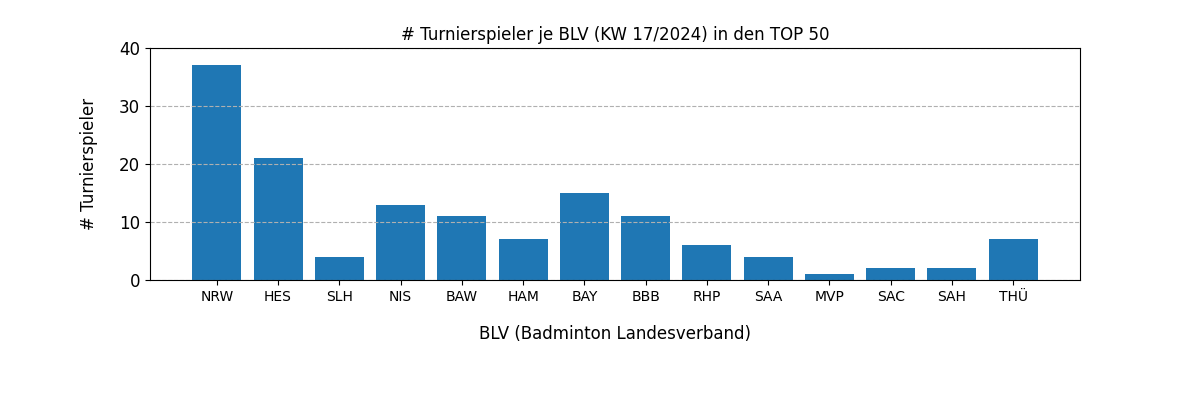 # Turnierspieler je BLV (KW 17/2024) in den TOP 50
# Turnierspieler
40
30
20
10
0
NRW HES SLH NIS BAW HAM BAY BBB RHP SAA MVP SAC SAH THÜ
BLV (Badminton Landesverband)